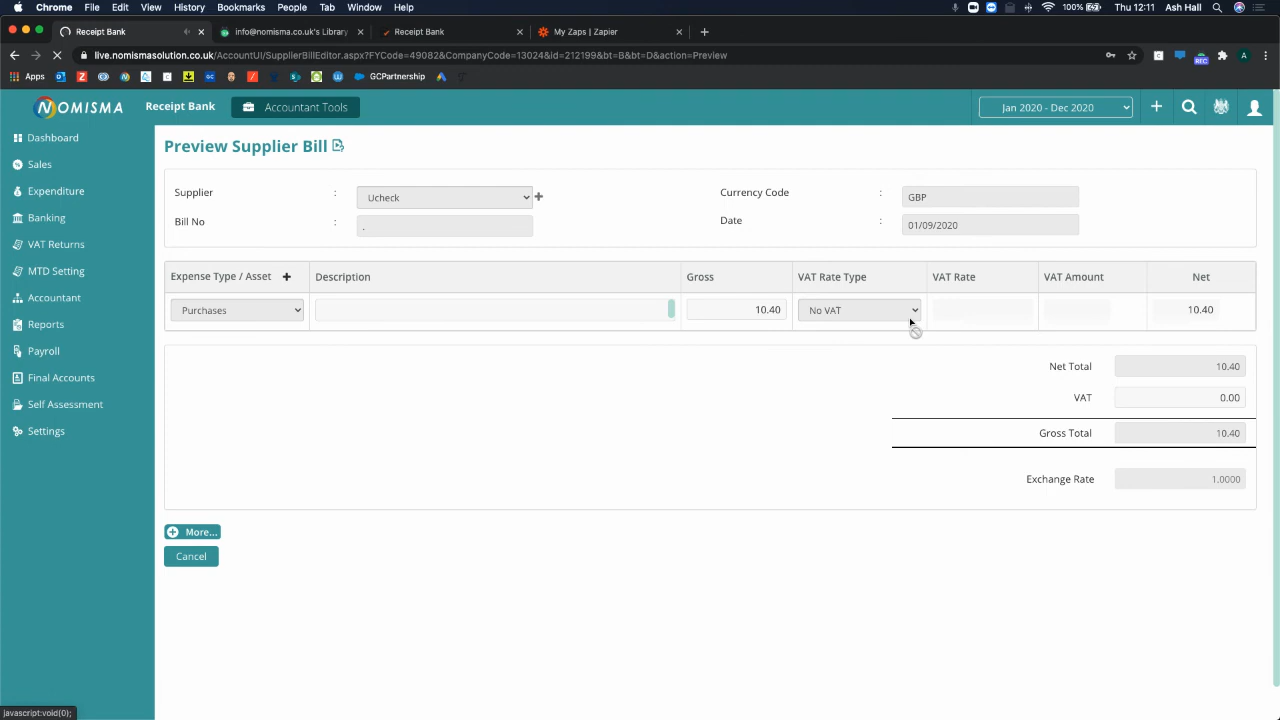 Chrome File Edit View History Bookmarks People Tab Window Help 100% Thu 12:11 Ash Hall
Receipt Bank info@nomisma.co.uk's Library Receipt Bank My Zaps | Zapier
live.nomismasolution.co.uk/AccountUI/SupplierBillEditor.aspx?FYCode=49082&CompanyCode=13024&id=212199&bt=B&bt=D&action=Preview
Apps GCPartnership
NOMISMA Receipt Bank Accountant Tools Jan 2020 - Dec 2020
Dashboard
Sales
Expenditure
Banking
VAT Returns
MTD Setting
Accountant
Reports
Payroll
Final Accounts
Self Assessment
Settings
Preview Supplier Bill
Supplier : Ucheck Currency Code : GBP
Bill No : . Date : 01/09/2020
Expense Type / Asset Description Gross VAT Rate Type VAT Rate VAT Amount Net
Purchases 10.40 No VAT 10.40
Net Total 10.40
VAT 0.00
Gross Total 10.40
Exchange Rate 1.0000
More...
Cancel
javascript:void(0);